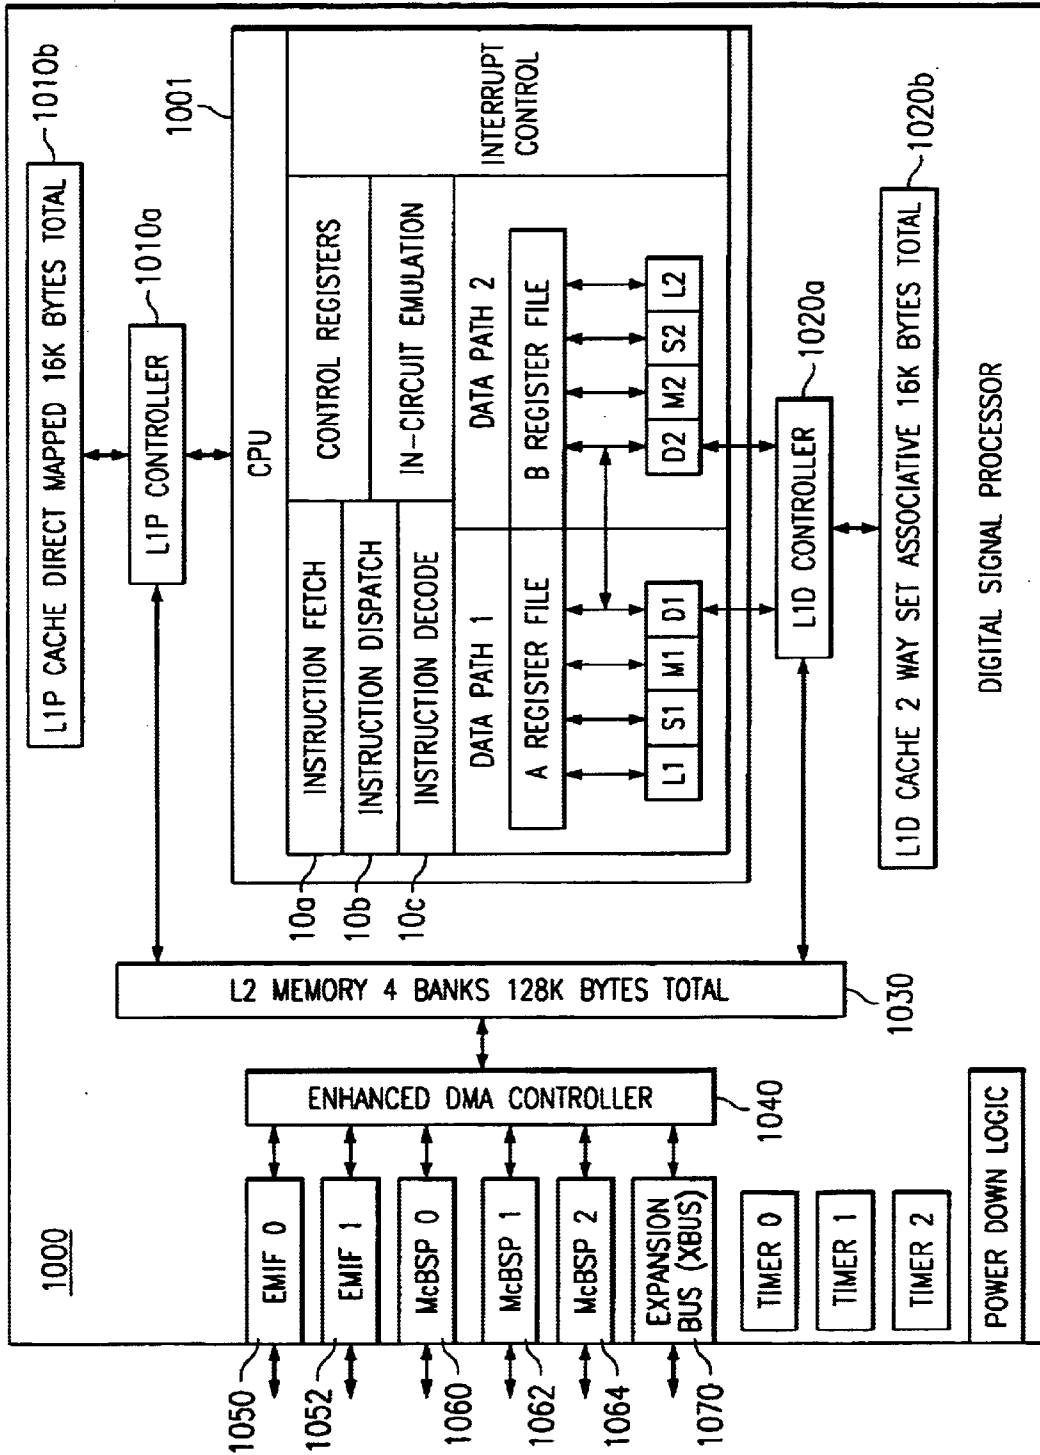 1000
L1P CACHE DIRECT MAPPED 16K BYTES TOTAL
1010b
L1P CONTROLLER
1010a
1001
CPU
INSTRUCTION FETCH
INSTRUCTION DISPATCH
INSTRUCTION DECODE
10a
10b
10c
CONTROL REGISTERS
IN-CIRCUIT EMULATION
INTERRUPT
CONTROL
DATA PATH 1
DATA PATH 2
A REGISTER FILE
B REGISTER FILE
L1
S1
M1
D1
D2
M2
S2
L2
L1D CONTROLLER
1020a
L1D CACHE 2 WAY SET ASSOCIATIVE 16K BYTES TOTAL
1020b
L2 MEMORY 4 BANKS 128K BYTES TOTAL
1030
ENHANCED DMA CONTROLLER
1040
EMIF 0
1050
EMIF 1
1052
McBSP 0
1060
McBSP 1
1062
McBSP 2
1064
EXPANSION
BUS (XBUS)
1070
TIMER 0
TIMER 1
TIMER 2
POWER DOWN LOGIC
DIGITAL SIGNAL PROCESSOR